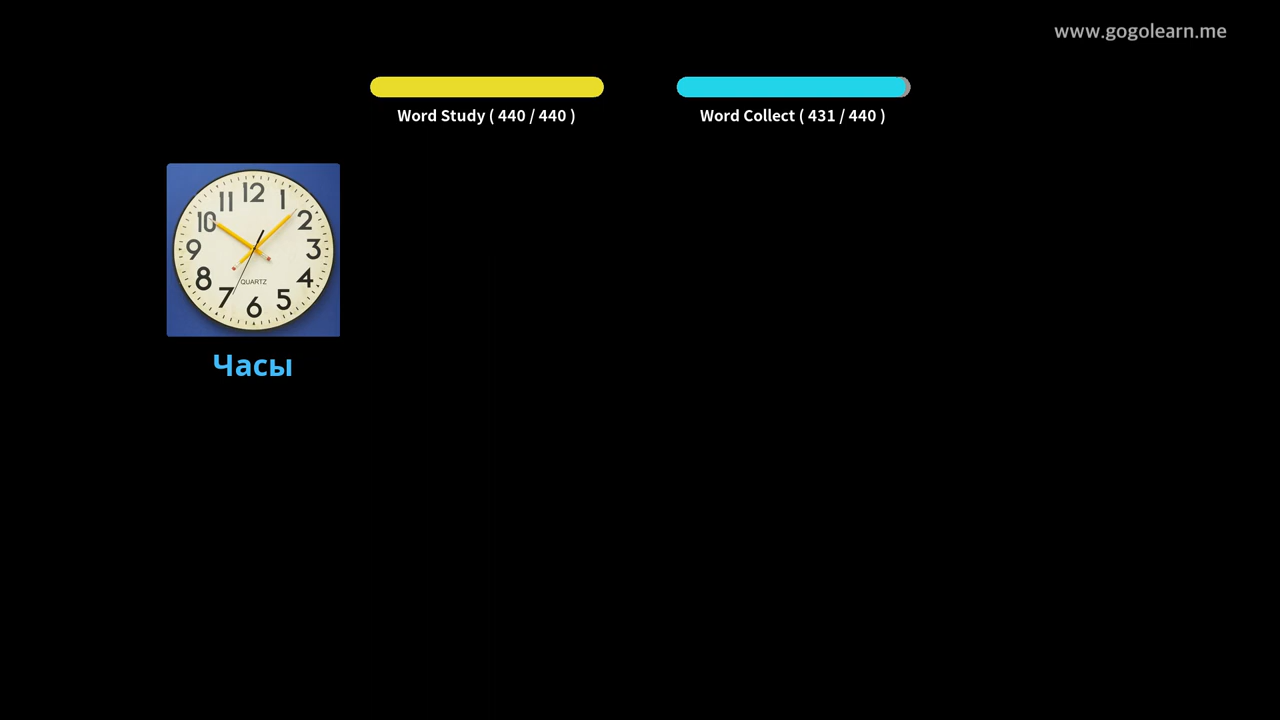 www.gogolearn.me
Word Study ( 440 / 440 )
Word Collect ( 431 / 440 )
12
11
1
10
2
9
3
8
4
QUARTZ
7
5
6
Часы